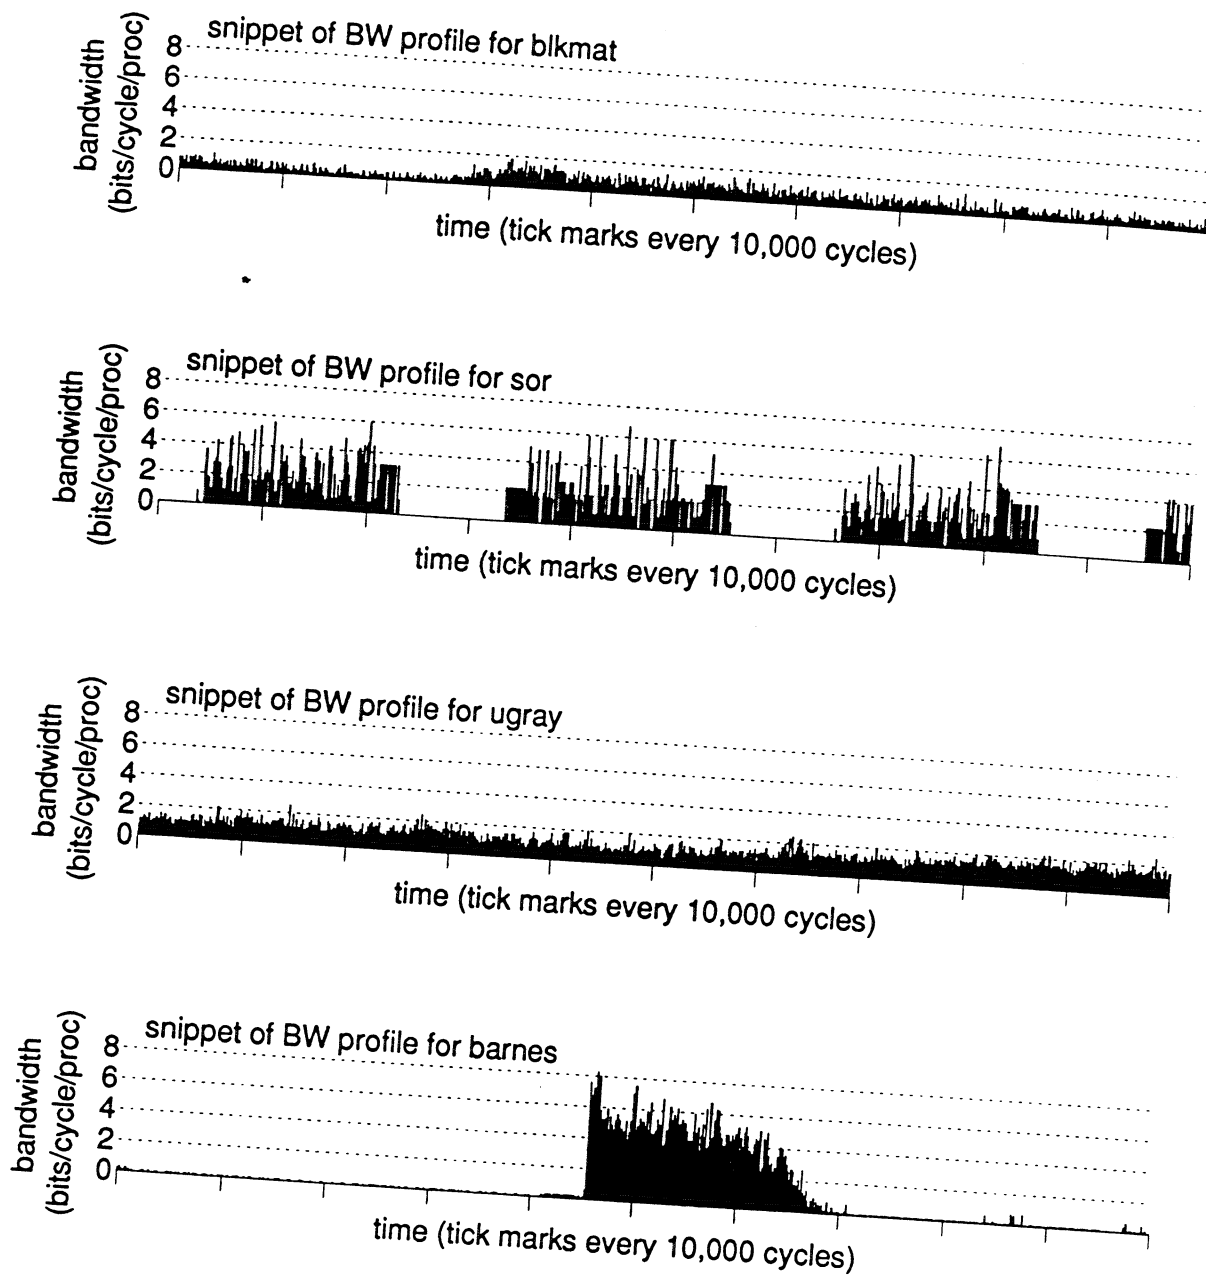 snippet of BW profile for blkmat
bandwidth
(bits/cycle/proc)
8
6
4
2
0
time (tick marks every 10,000 cycles)
snippet of BW profile for sor
bandwidth
(bits/cycle/proc)
8
6
4
2
0
time (tick marks every 10,000 cycles)
snippet of BW profile for ugray
bandwidth
(bits/cycle/proc)
8
6
4
2
0
time (tick marks every 10,000 cycles)
snippet of BW profile for barnes
bandwidth
(bits/cycle/proc)
8
6
4
2
0
time (tick marks every 10,000 cycles)